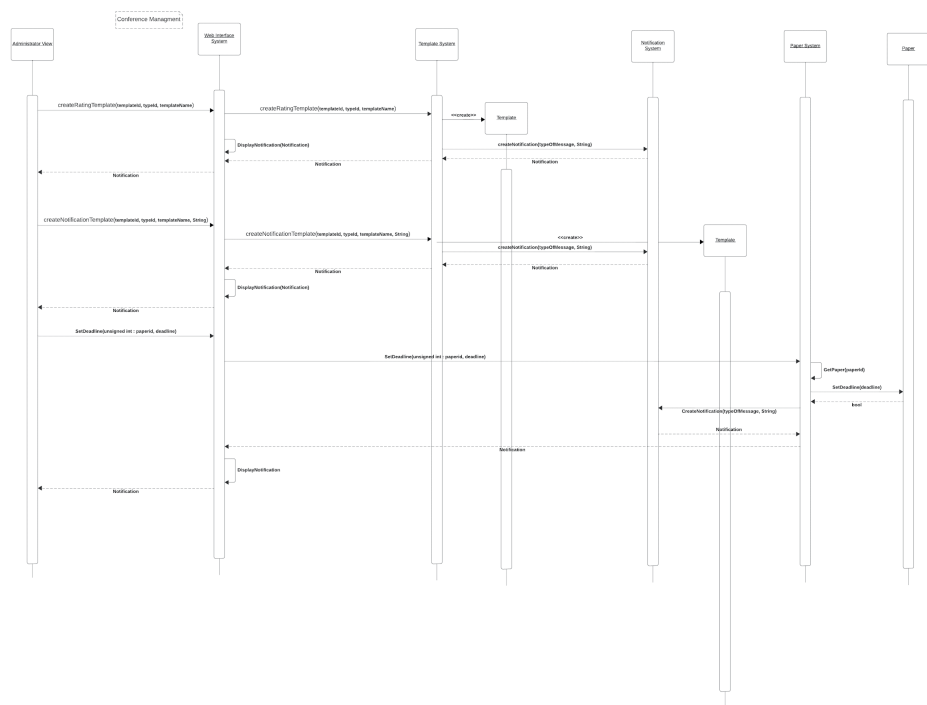 Conference Managment
Administrator View
Web interface
System
Template System
Notification
System
Paper System
Paper
createRatingTemplate(templateId, typeId, templateName)
createRatingTemplate(templateId, typeId, templateName)
<<create>>
Template
DisplayNotification(Notification)
createNotification(typeOfMessage, String)
Notification
Notification
Notification
createNotificationTemplate(templateid, typeId, templateName, String)
createNotificationTemplate(templateid, typeId, templateName, String)
<<create>>
Template
createNotification(typeOfMessage, String)
Notification
Notification
DisplayNotification(Notification)
Notification
SetDeadline(unsigned int : paperid, deadline)
SetDeadline(unsigned int : paperid, deadline)
GetPaper(paperId)
SetDeadline(deadline)
bool
CreateNotification(typeOfMessage, String)
Notification
Notification
DisplayNotification
Notification